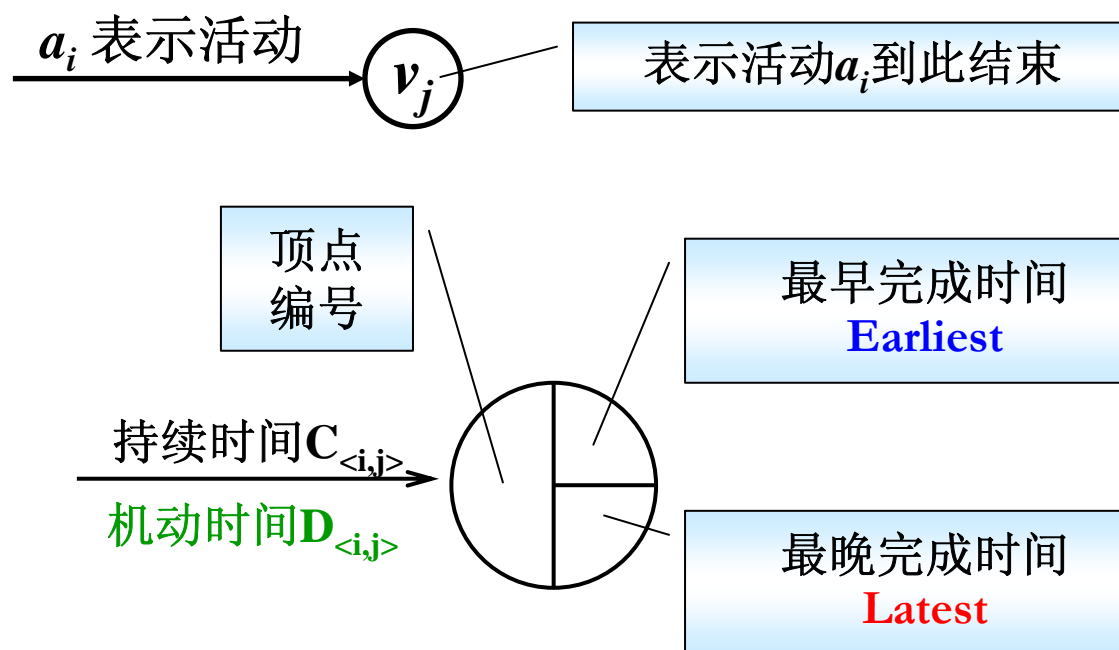 aᵢ 表示活动
vⱼ
表示活动aᵢ到此结束
顶点
编号
最早完成时间
Earliest
持续时间C<i,j>
机动时间D<i,j>
最晚完成时间
Latest